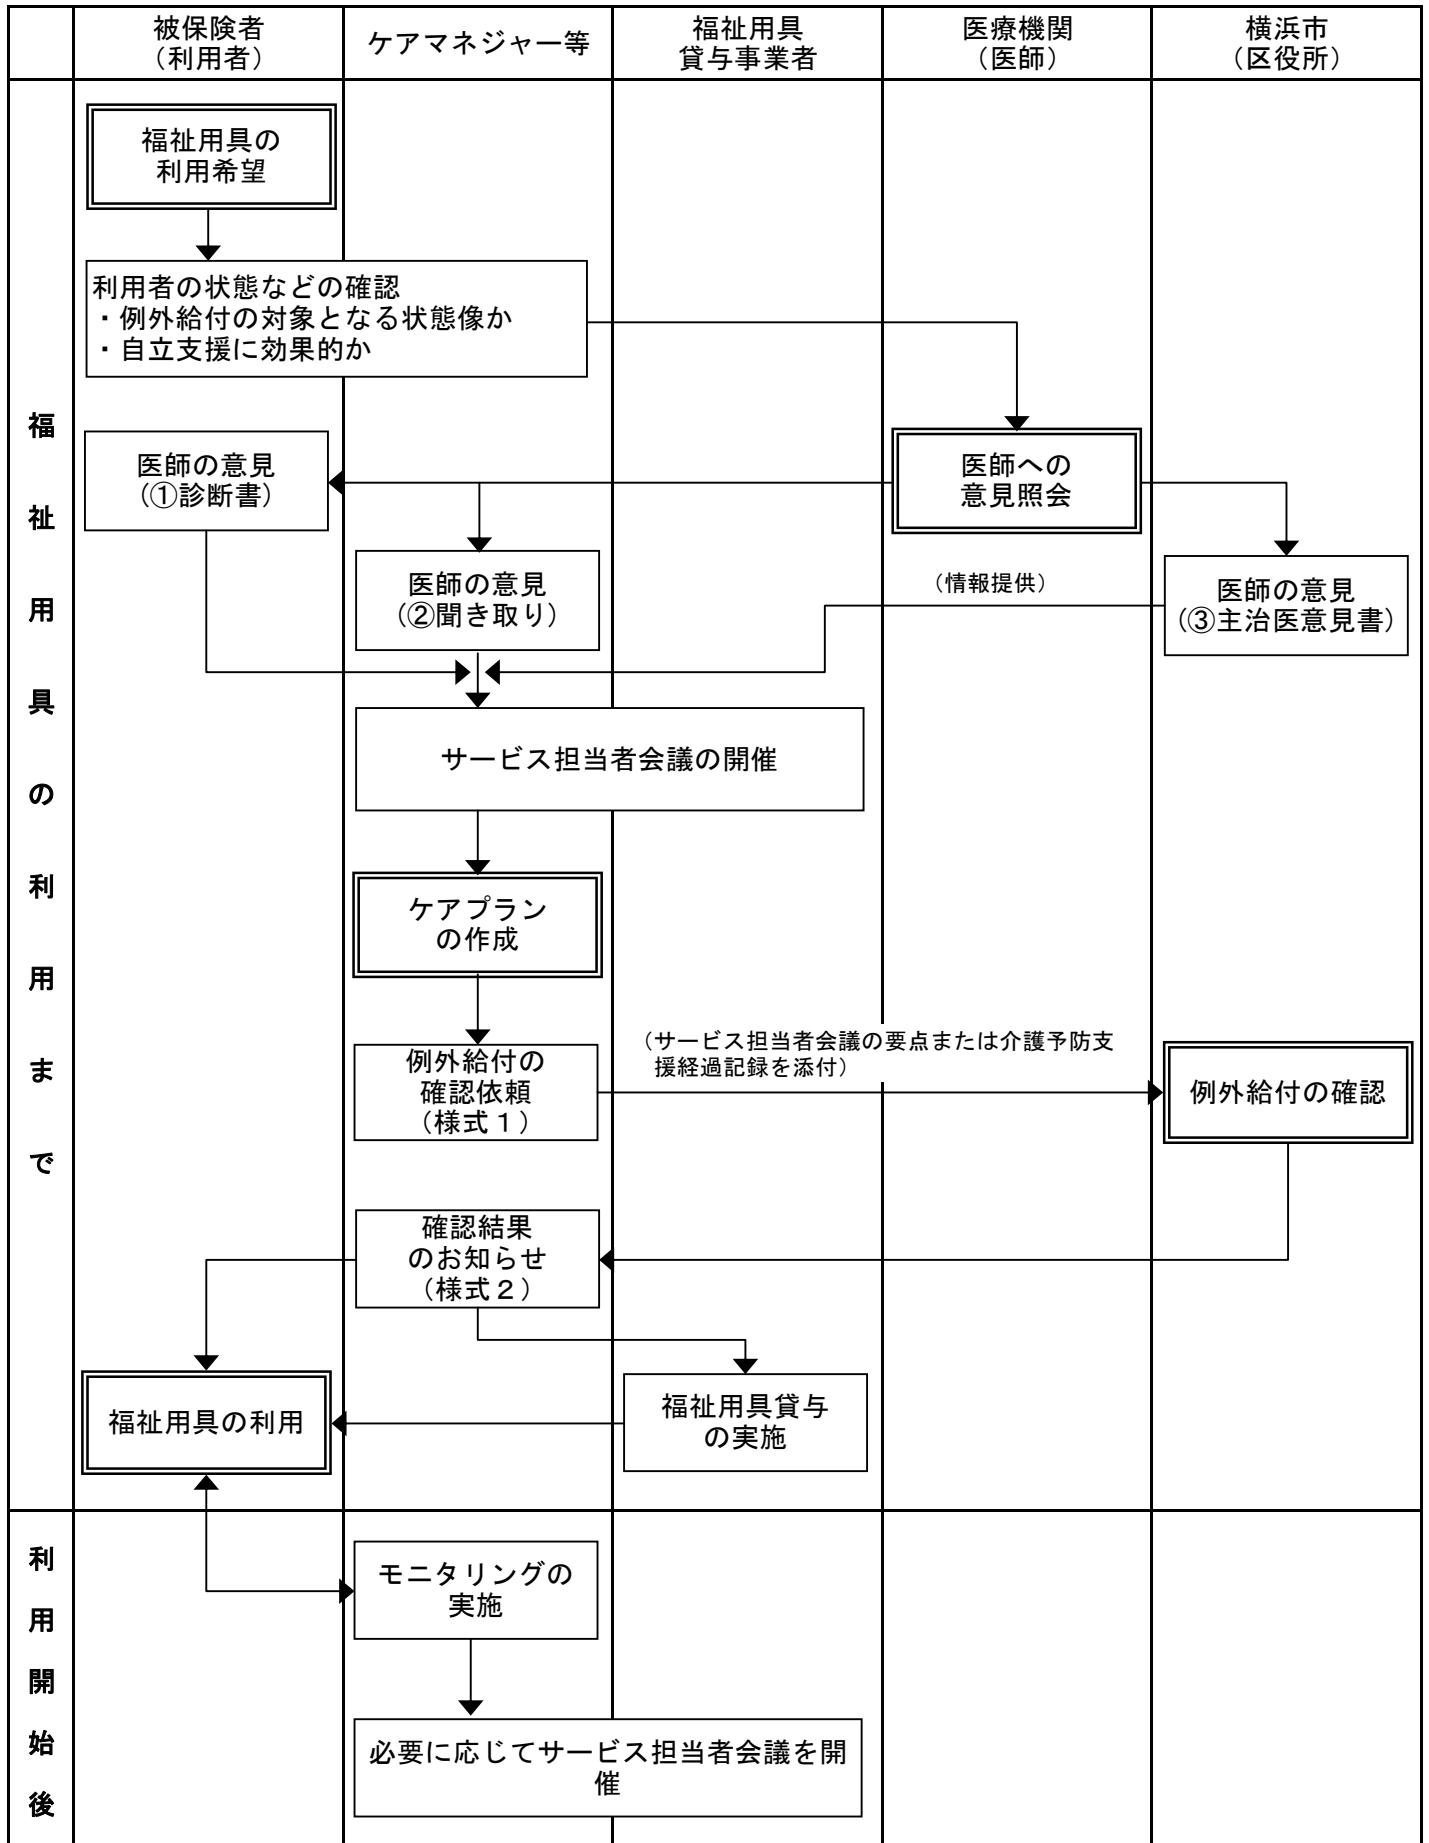 被保険者
（利用者）
ケアマネジャー等
福祉用具
貸与事業者
医療機関
（医師）
横浜市
（区役所）
福祉用具の利用まで
福祉用具の
利用希望
利用者の状態などの確認
・例外給付の対象となる状態像か
・自立支援に効果的か
医師の意見
（①診断書）
医師への
意見照会
医師の意見
（②聞き取り）
（情報提供）
医師の意見
（③主治医意見書）
サービス担当者会議の開催
ケアプラン
の作成
例外給付の
確認依頼
（様式１）
（サービス担当者会議の要点または介護予防支
援経過記録を添付）
例外給付の確認
確認結果
のお知らせ
（様式２）
福祉用具の利用
福祉用具貸与
の実施
利用開始後
モニタリングの
実施
必要に応じてサービス担当者会議を開
催